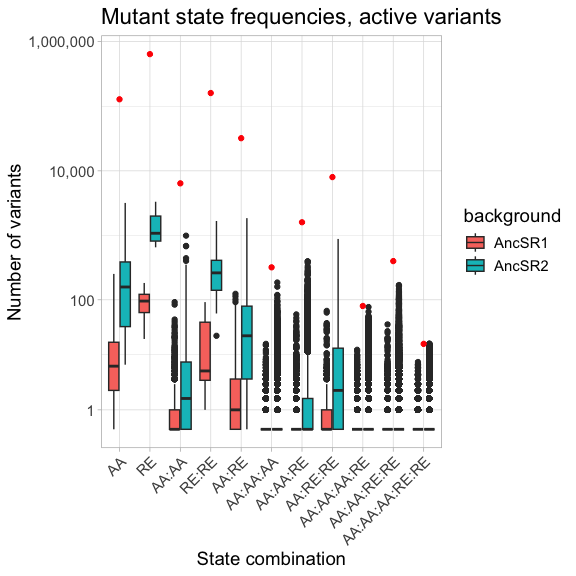 Mutant state frequencies, active variants
1,000,000
10,000
100
1
Number of variants
AA
RE
AA:AA
RE:RE
AA:RE
AA:AA:AA
AA:AA:RE
AA:RE:RE
AA:AA:AA:RE
AA:AA:RE:RE
AA:AA:AA:RE:RE
State combination
background
AncSR1
AncSR2